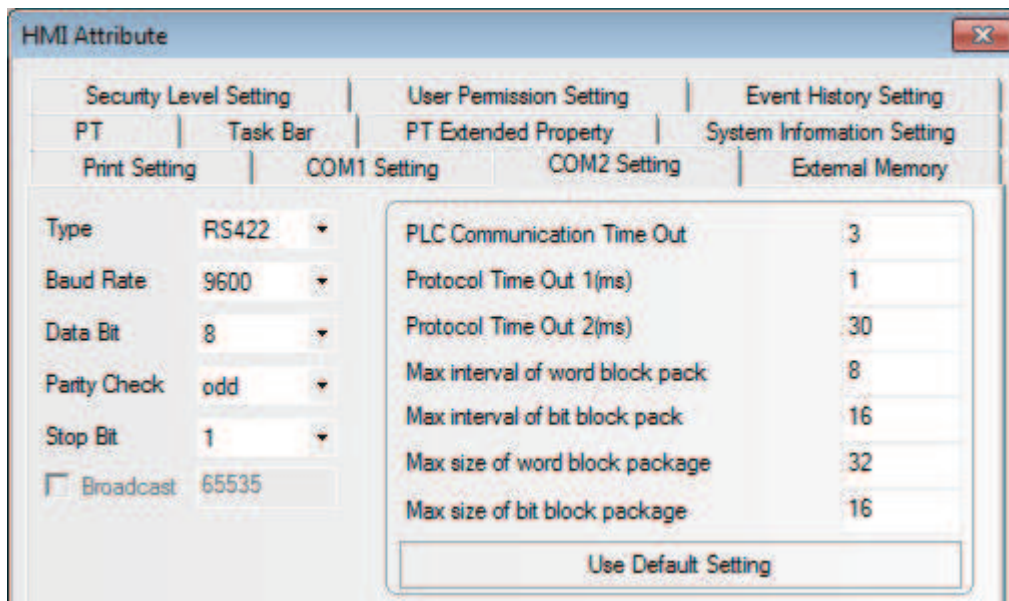 HMI Attribute
Security Level Setting User Permission Setting Event History Setting
PT Task Bar PT Extended Property System Information Setting
Print Setting COM1 Setting COM2 Setting External Memory
Type RS422
Baud Rate 9600
Data Bit 8
Parity Check odd
Stop Bit 1
Broadcast 65535
PLC Communication Time Out 3
Protocol Time Out 1(ms) 1
Protocol Time Out 2(ms) 30
Max interval of word block pack 8
Max interval of bit block pack 16
Max size of word block package 32
Max size of bit block package 16
Use Default Setting